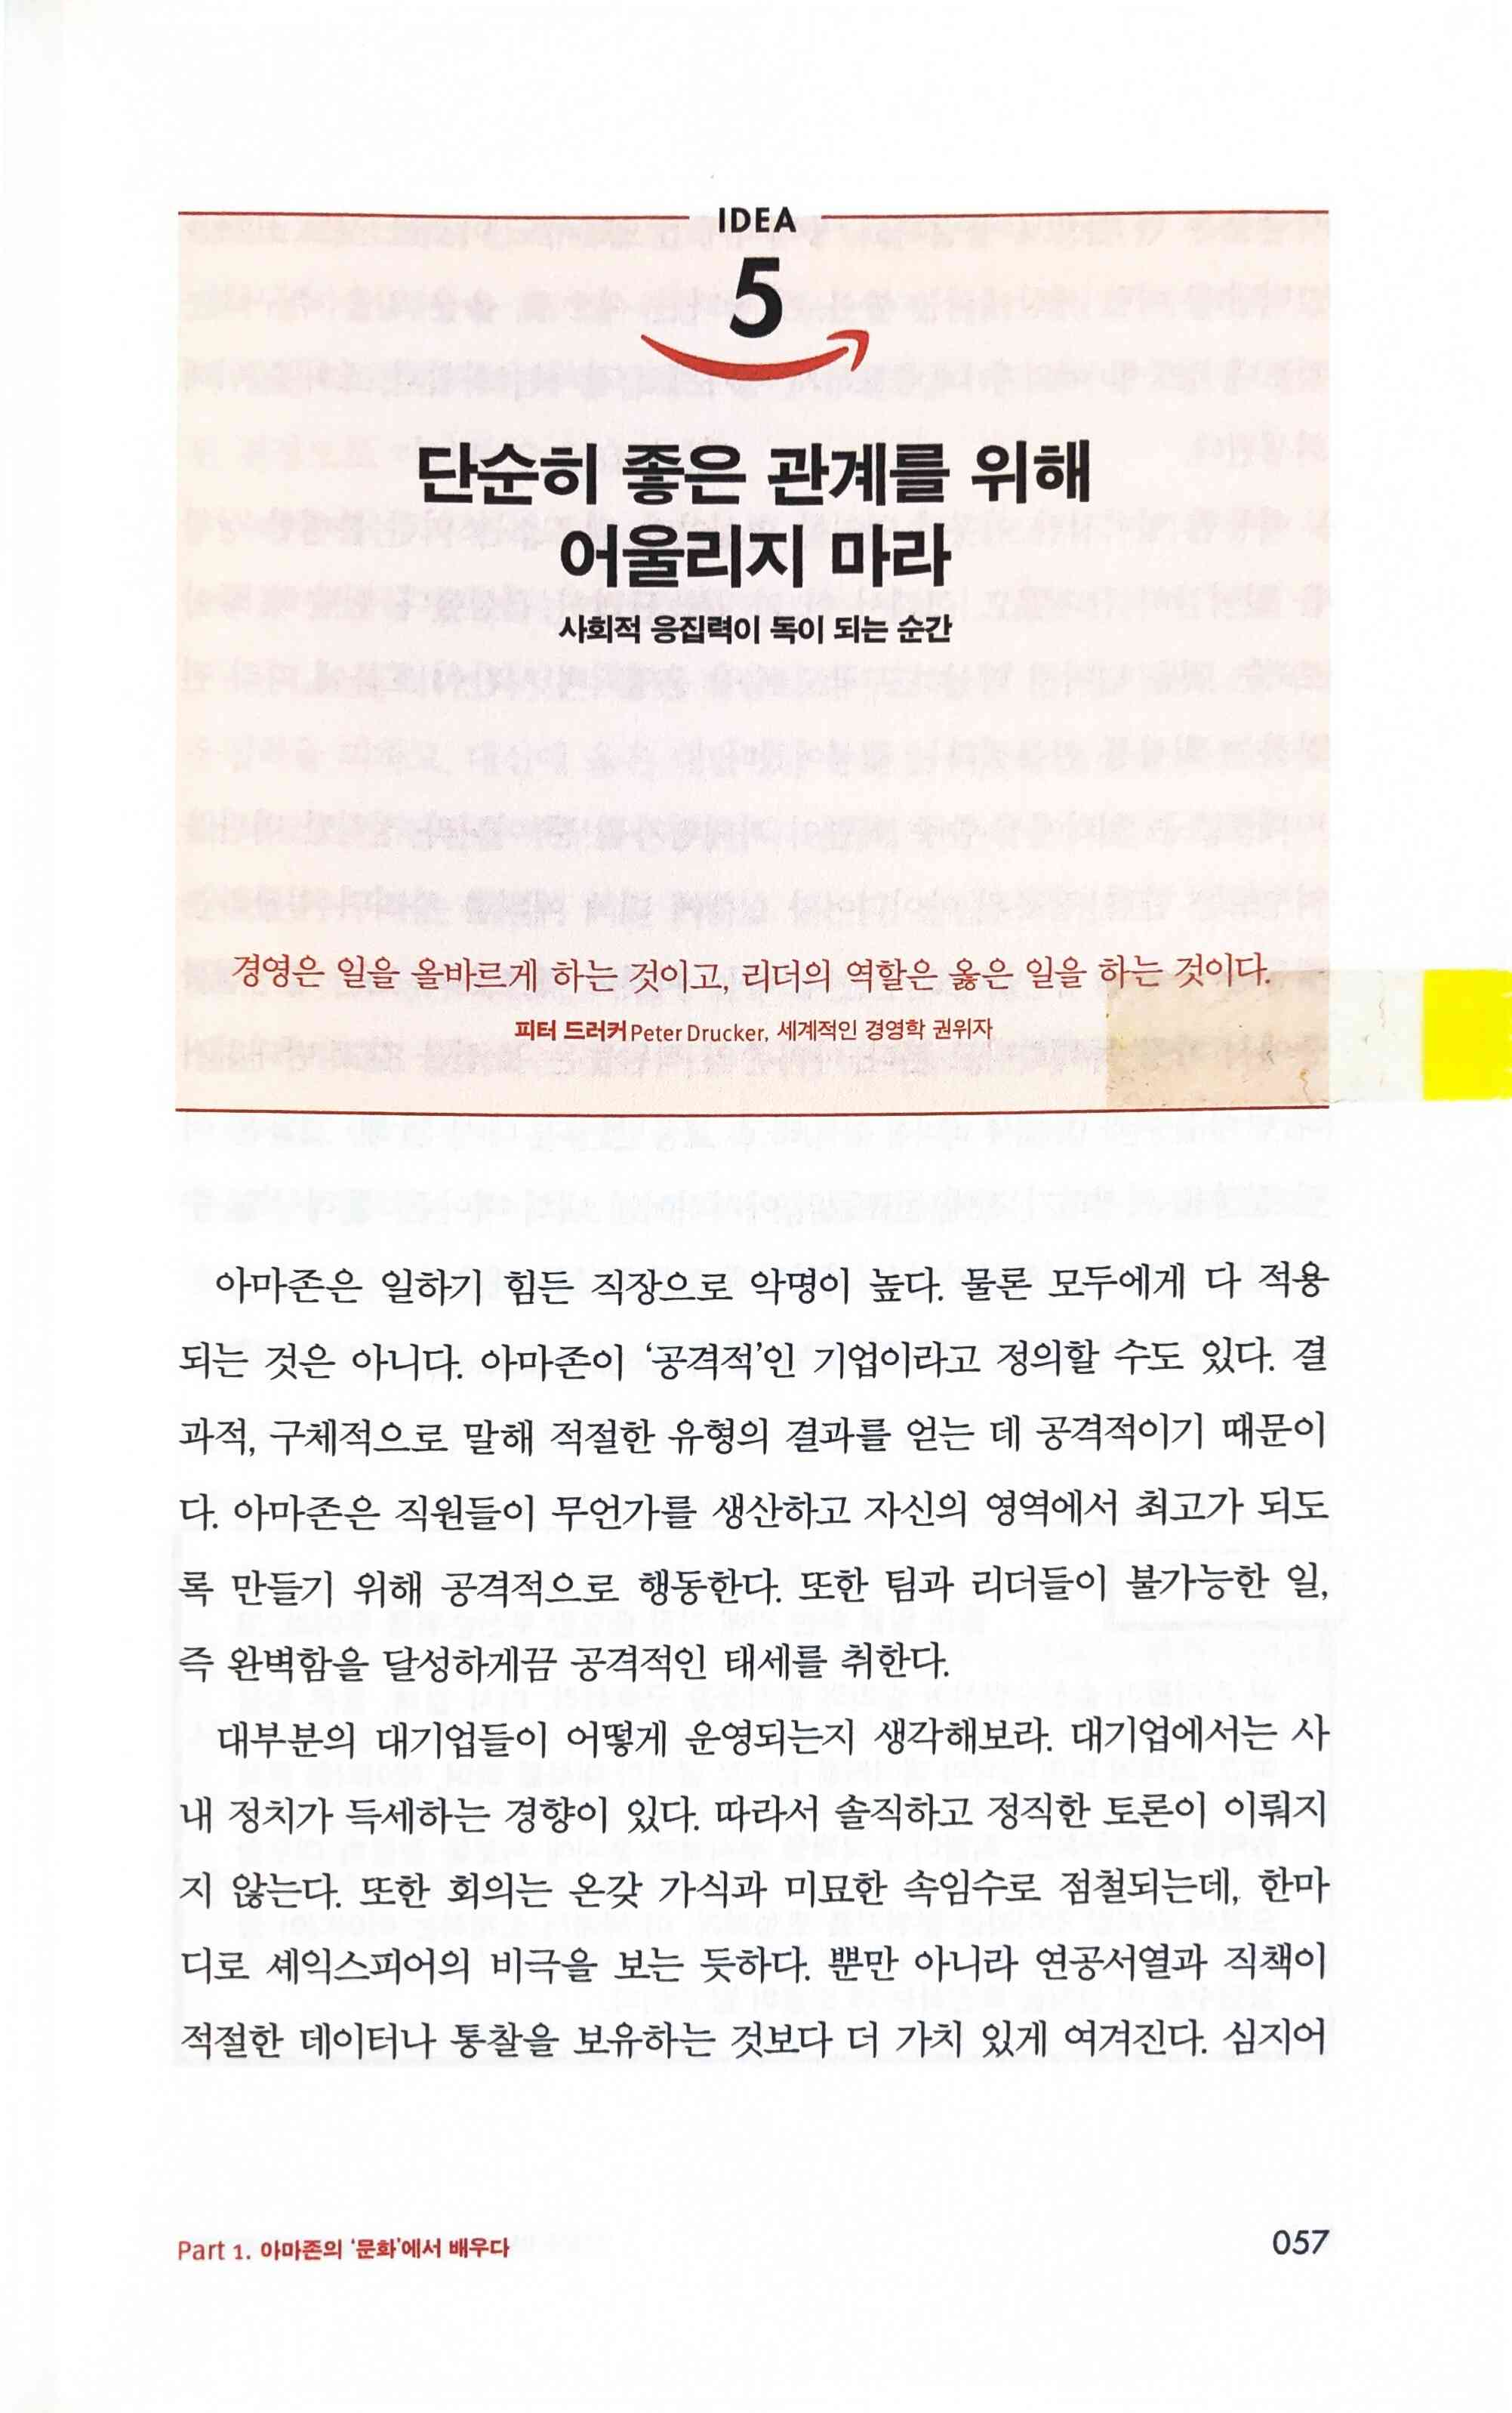 IDEA
5
단순히 좋은 관계를 위해
어울리지 마라
사회적 응집력이 독이 되는 순간
경영은 일을 올바르게 하는 것이고, 리더의 역할은 옳은 일을 하는 것이다.
피터 드러커 Peter Drucker, 세계적인 경영학 권위자
아마존은 일하기 힘든 직장으로 악명이 높다. 물론 모두에게 다 적용
되는 것은 아니다. 아마존이 ‘공격적’인 기업이라고 정의할 수도 있다. 결
과적, 구체적으로 말해 적절한 유형의 결과를 얻는 데 공격적이기 때문이
다. 아마존은 직원들이 무언가를 생산하고 자신의 영역에서 최고가 되도
록 만들기 위해 공격적으로 행동한다. 또한 팀과 리더들이 불가능한 일,
즉 완벽함을 달성하게끔 공격적인 태세를 취한다.
대부분의 대기업들이 어떻게 운영되는지 생각해보라. 대기업에서는 사
내 정치가 득세하는 경향이 있다. 따라서 솔직하고 정직한 토론이 이뤄지
지 않는다. 또한 회의는 온갖 가식과 미묘한 속임수로 점철되는데, 한마
디로 셰익스피어의 비극을 보는 듯하다. 뿐만 아니라 연공서열과 직책이
적절한 데이터나 통찰을 보유하는 것보다 더 가치 있게 여겨진다. 심지어
Part 1. 아마존의 ‘문화’에서 배우다
057